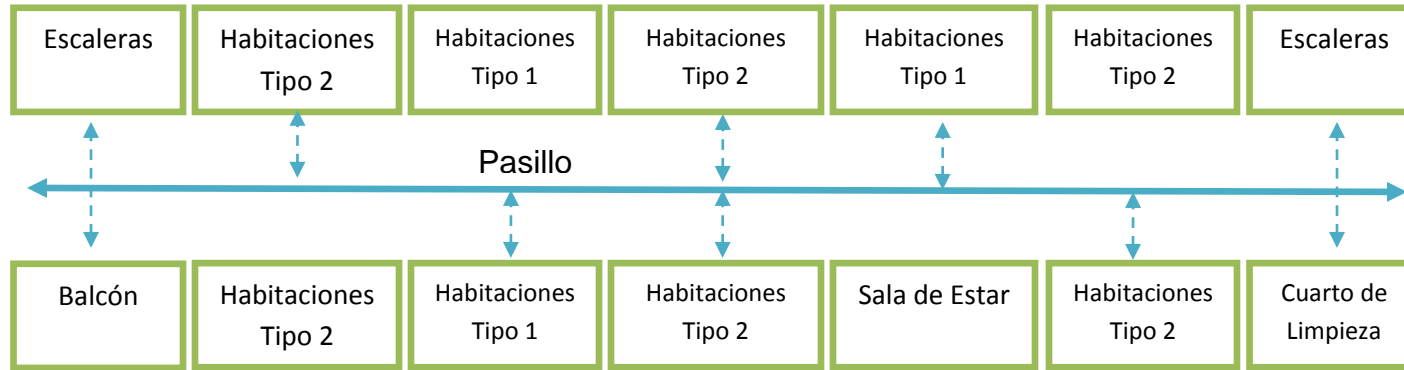 Escaleras
Habitaciones
Tipo 2
Habitaciones
Tipo 1
Habitaciones
Tipo 2
Habitaciones
Tipo 1
Habitaciones
Tipo 2
Escaleras
Pasillo
Balcón
Habitaciones
Tipo 2
Habitaciones
Tipo 1
Habitaciones
Tipo 2
Sala de Estar
Habitaciones
Tipo 2
Cuarto de
Limpieza